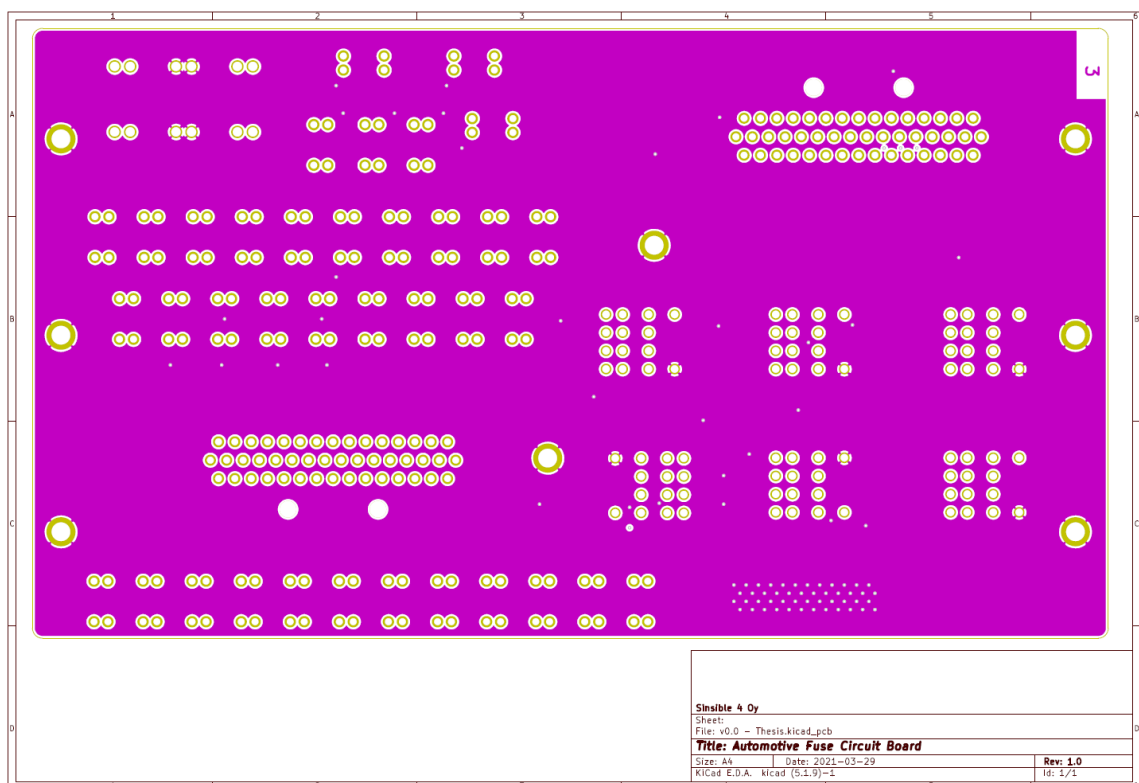 1 2 3 4 5 6
3
A A
B B
C C
D D
Sinsible 4 Oy
Sheet:
File: v0.0 - Thesis.kicad_pcb
Title: Automotive Fuse Circuit Board
Size: A4 Date: 2021-03-29 Rev: 1.0
KiCad E.D.A. kicad (5.1.9)-1 Id: 1/1